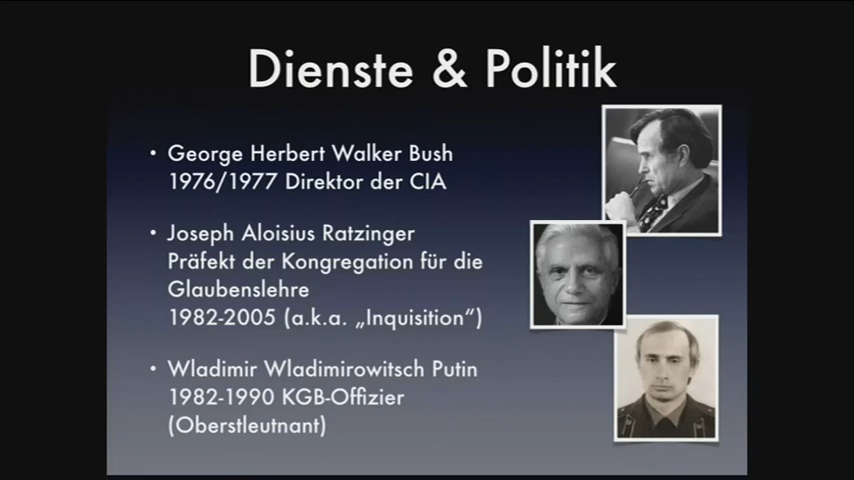 Dienste & Politik
• George Herbert Walker Bush
1976/1977 Direktor der CIA
• Joseph Aloisius Ratzinger
Präfekt der Kongregation für die
Glaubenslehre
1982-2005 (a.k.a. „Inquisition“)
• Wladimir Wladimirowitsch Putin
1982-1990 KGB-Offizier
(Oberstleutnant)